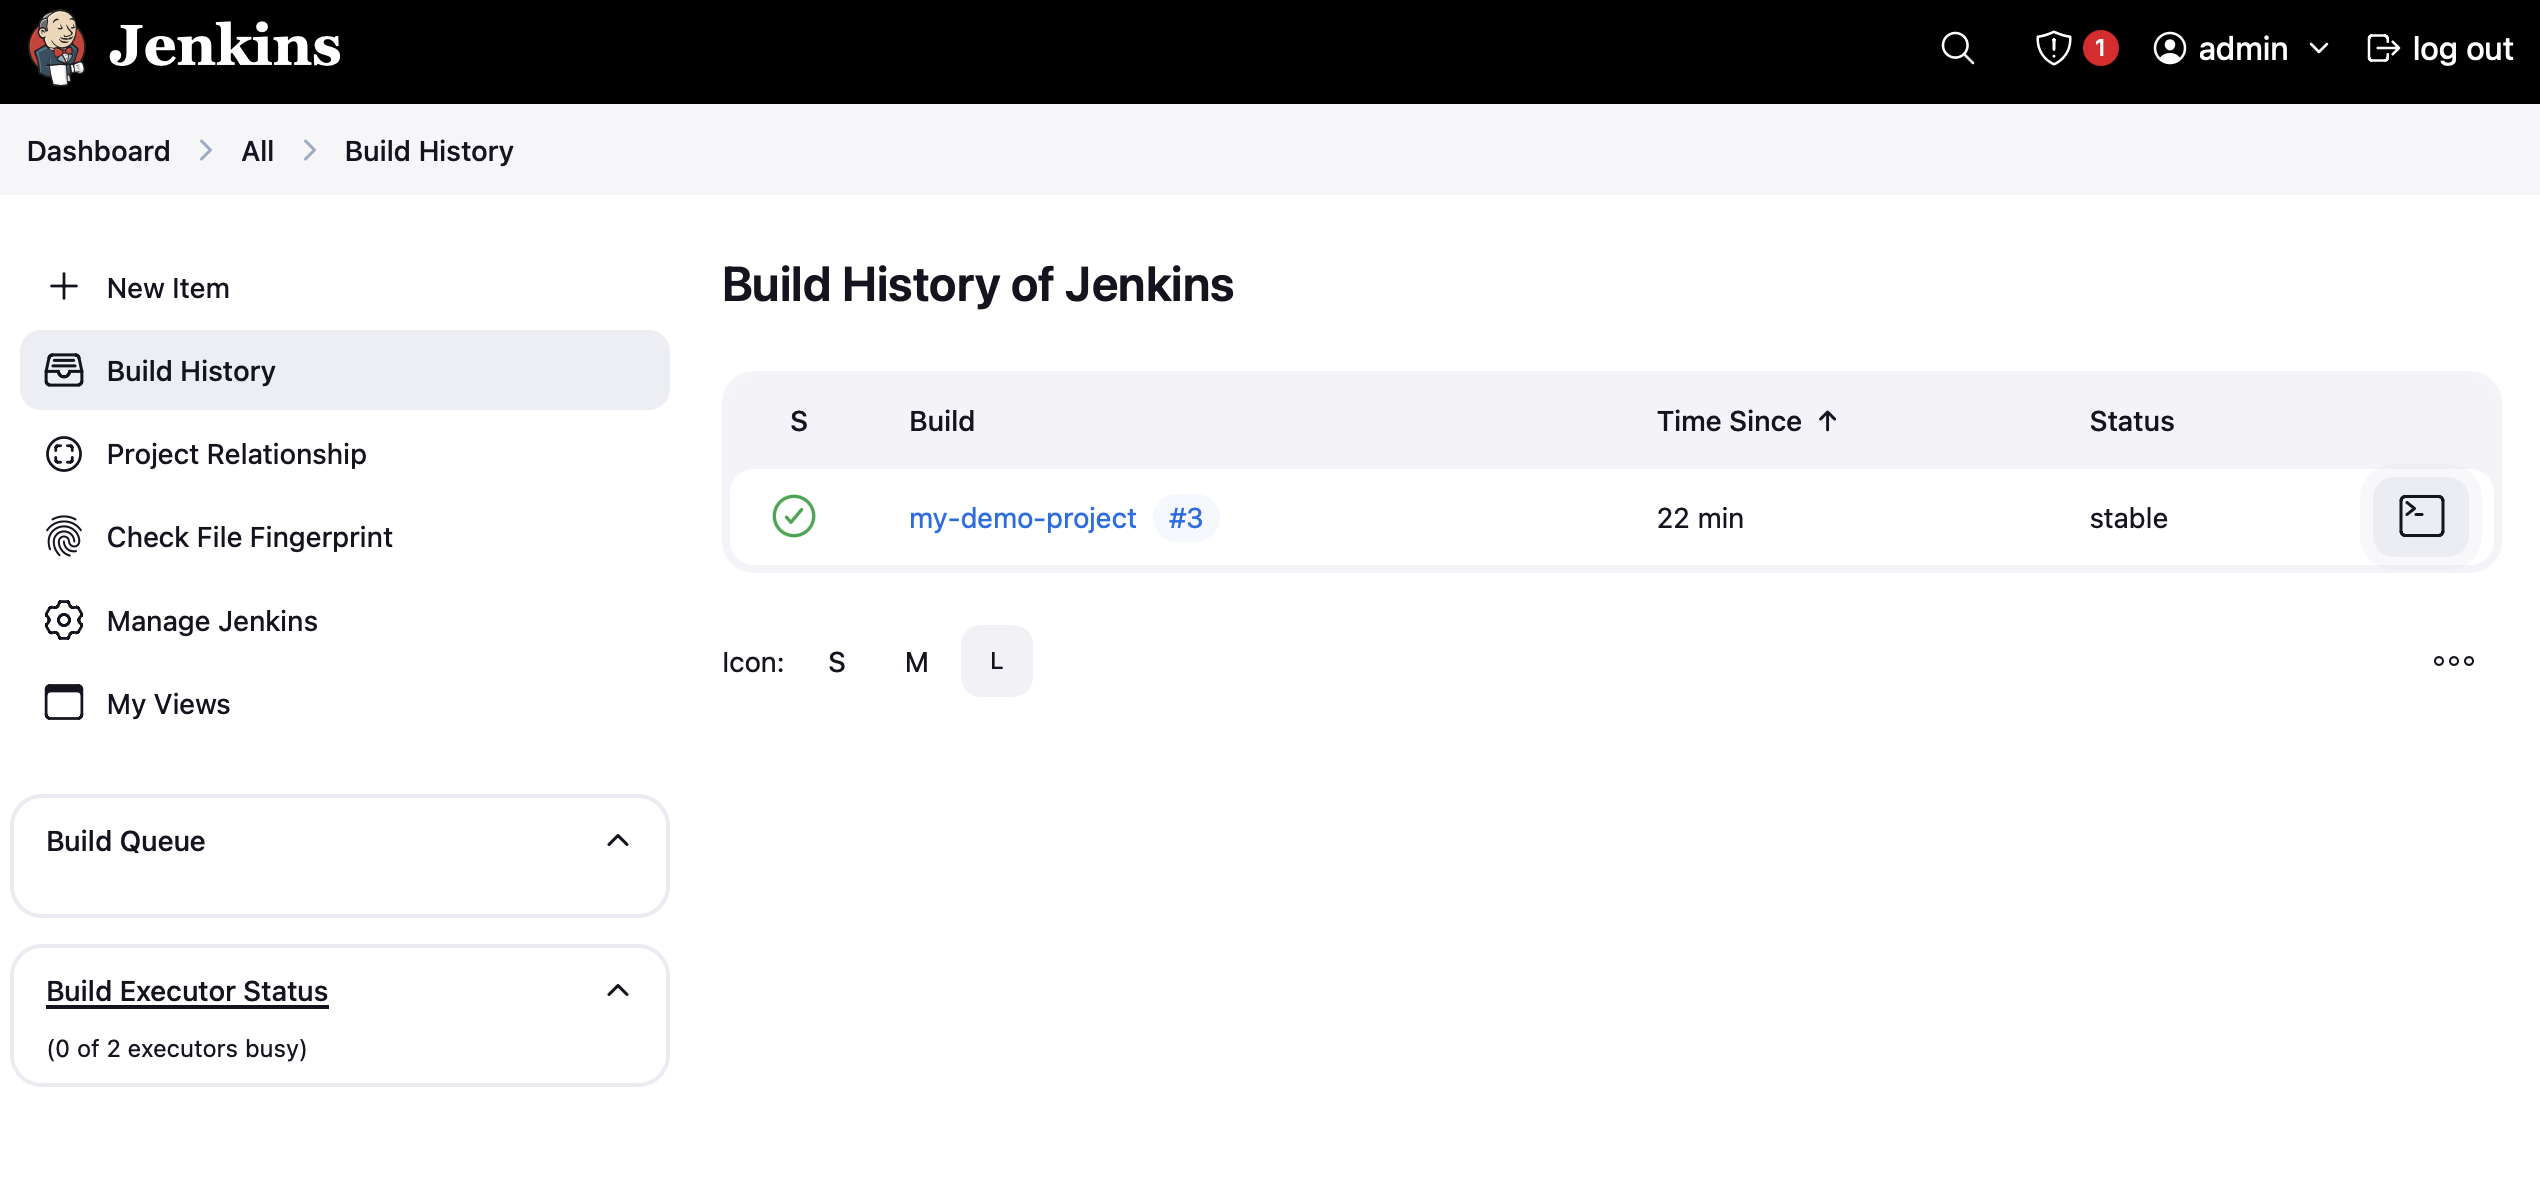 Jenkins
1
admin
log out
Dashboard
All
Build History
New Item
Build History
Project Relationship
Check File Fingerprint
Manage Jenkins
My Views
Build Queue
Build Executor Status
(0 of 2 executors busy)
Build History of Jenkins
S Build Time Since ↑ Status
my-demo-project #3 22 min stable
Icon: S M L